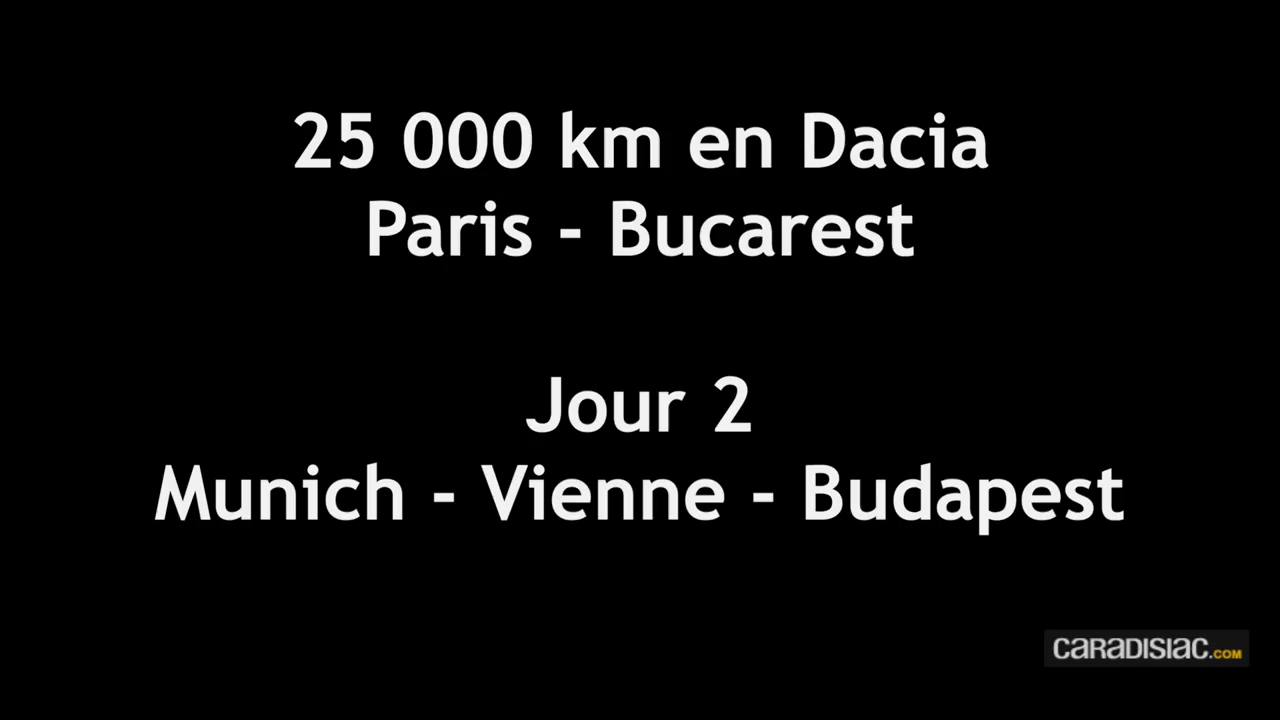 25 000 km en Dacia
Paris - Bucarest
Jour 2
Munich - Vienne - Budapest
CARADISIAC.COM